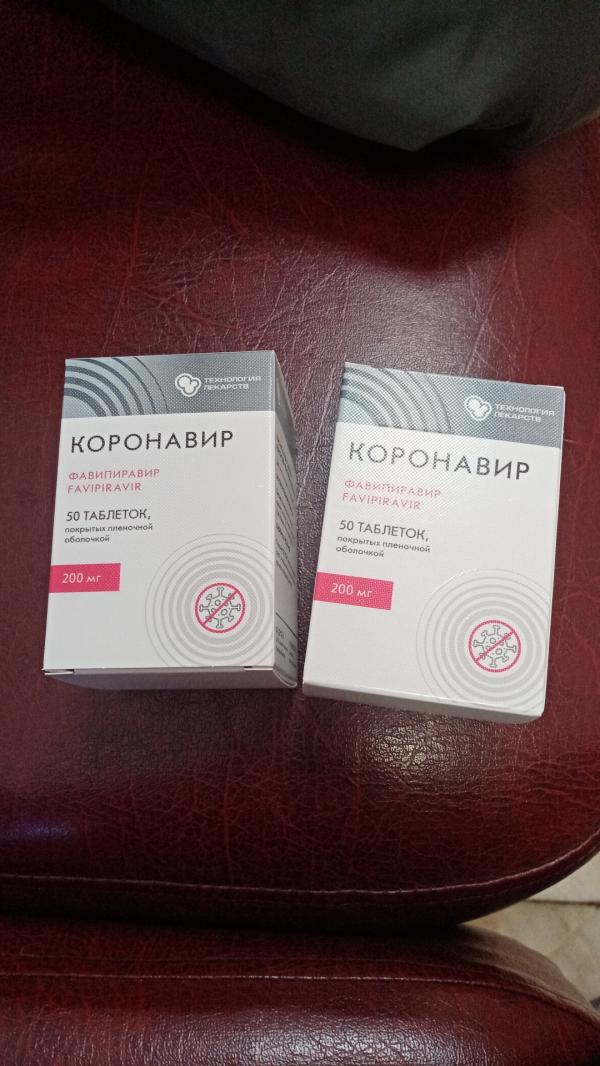 ТЕХНОЛОГИЯ
ЛЕКАРСТВ
КОРОНАВИР
ФАВИПИРАВИР
FAVIPIRAVIR
50 ТАБЛЕТОК,
покрытых пленочной
оболочкой
200 мг
ТЕХНОЛОГИЯ
ЛЕКАРСТВ
КОРОНАВИР
ФАВИПИРАВИР
FAVIPIRAVIR
50 ТАБЛЕТОК,
покрытых пленочной
оболочкой
200 мг